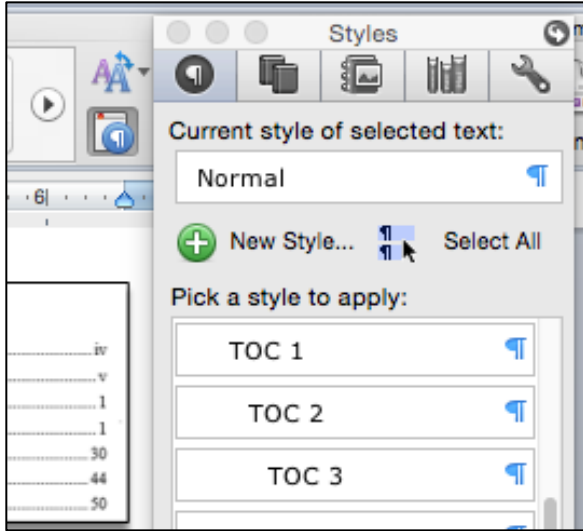 Styles
Current style of selected text:
Normal ¶
New Style... Select All
6
Pick a style to apply:
TOC 1 ¶
TOC 2 ¶
TOC 3 ¶
iv
v
1
1
30
44
50